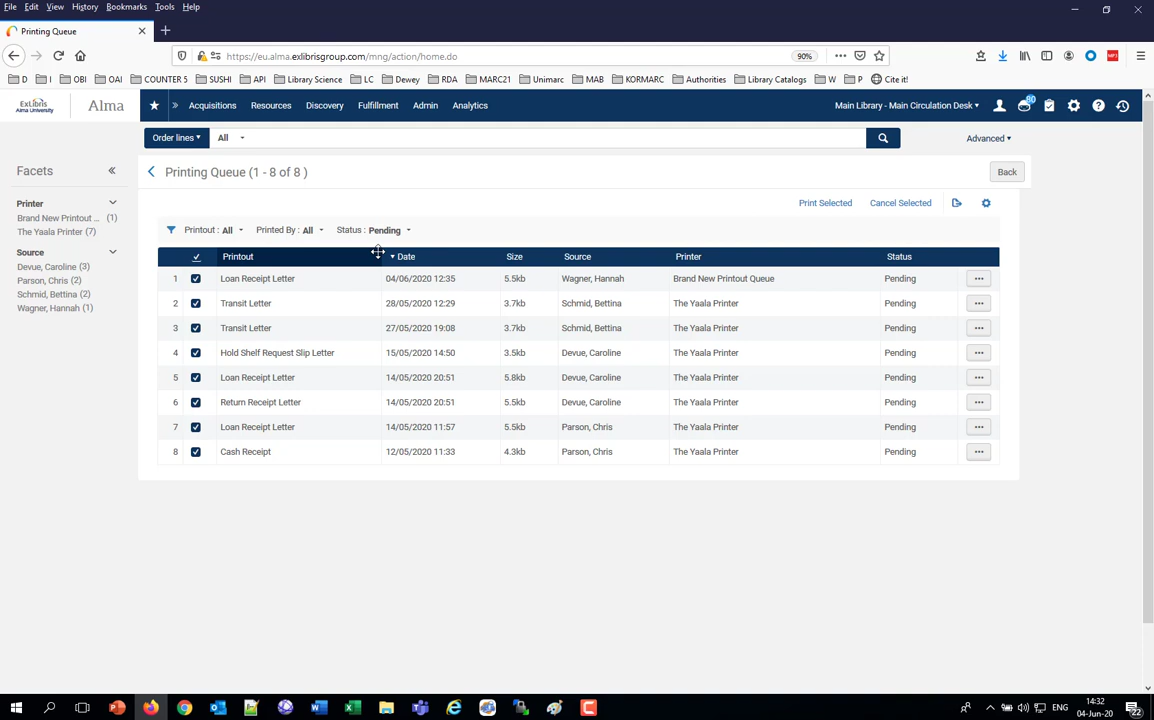 File Edit View History Bookmarks Tools Help
Printing Queue
https://eu.alma.exlibrisgroup.com/mng/action/home.do
90%
D I OBI OAI COUNTER 5 SUSHI API Library Science LC Dewey RDA MARC21 Unimarc MAB KORMARC Authorities Library Catalogs W P Cite it!
ExLibris
Alma University
Alma
Acquisitions Resources Discovery Fulfillment Admin Analytics
Main Library - Main Circulation Desk
80
Order lines All
Advanced
Facets
Printing Queue (1 - 8 of 8 )
Back
Printer
Brand New Printout ... (1)
The Yaala Printer (7)
Source
Devue, Caroline (3)
Parson, Chris (2)
Schmid, Bettina (2)
Wagner, Hannah (1)
Print Selected Cancel Selected
Printout : All Printed By : All Status : Pending
Printout Date Size Source Printer Status
1 Loan Receipt Letter 04/06/2020 12:35 5.5kb Wagner, Hannah Brand New Printout Queue Pending
2 Transit Letter 28/05/2020 12:29 3.7kb Schmid, Bettina The Yaala Printer Pending
3 Transit Letter 27/05/2020 19:08 3.7kb Schmid, Bettina The Yaala Printer Pending
4 Hold Shelf Request Slip Letter 15/05/2020 14:50 3.5kb Devue, Caroline The Yaala Printer Pending
5 Loan Receipt Letter 14/05/2020 20:51 5.8kb Devue, Caroline The Yaala Printer Pending
6 Return Receipt Letter 14/05/2020 20:51 5.5kb Devue, Caroline The Yaala Printer Pending
7 Loan Receipt Letter 14/05/2020 11:57 5.5kb Parson, Chris The Yaala Printer Pending
8 Cash Receipt 12/05/2020 11:33 4.3kb Parson, Chris The Yaala Printer Pending
ENG
14:32
04-Jun-20
22